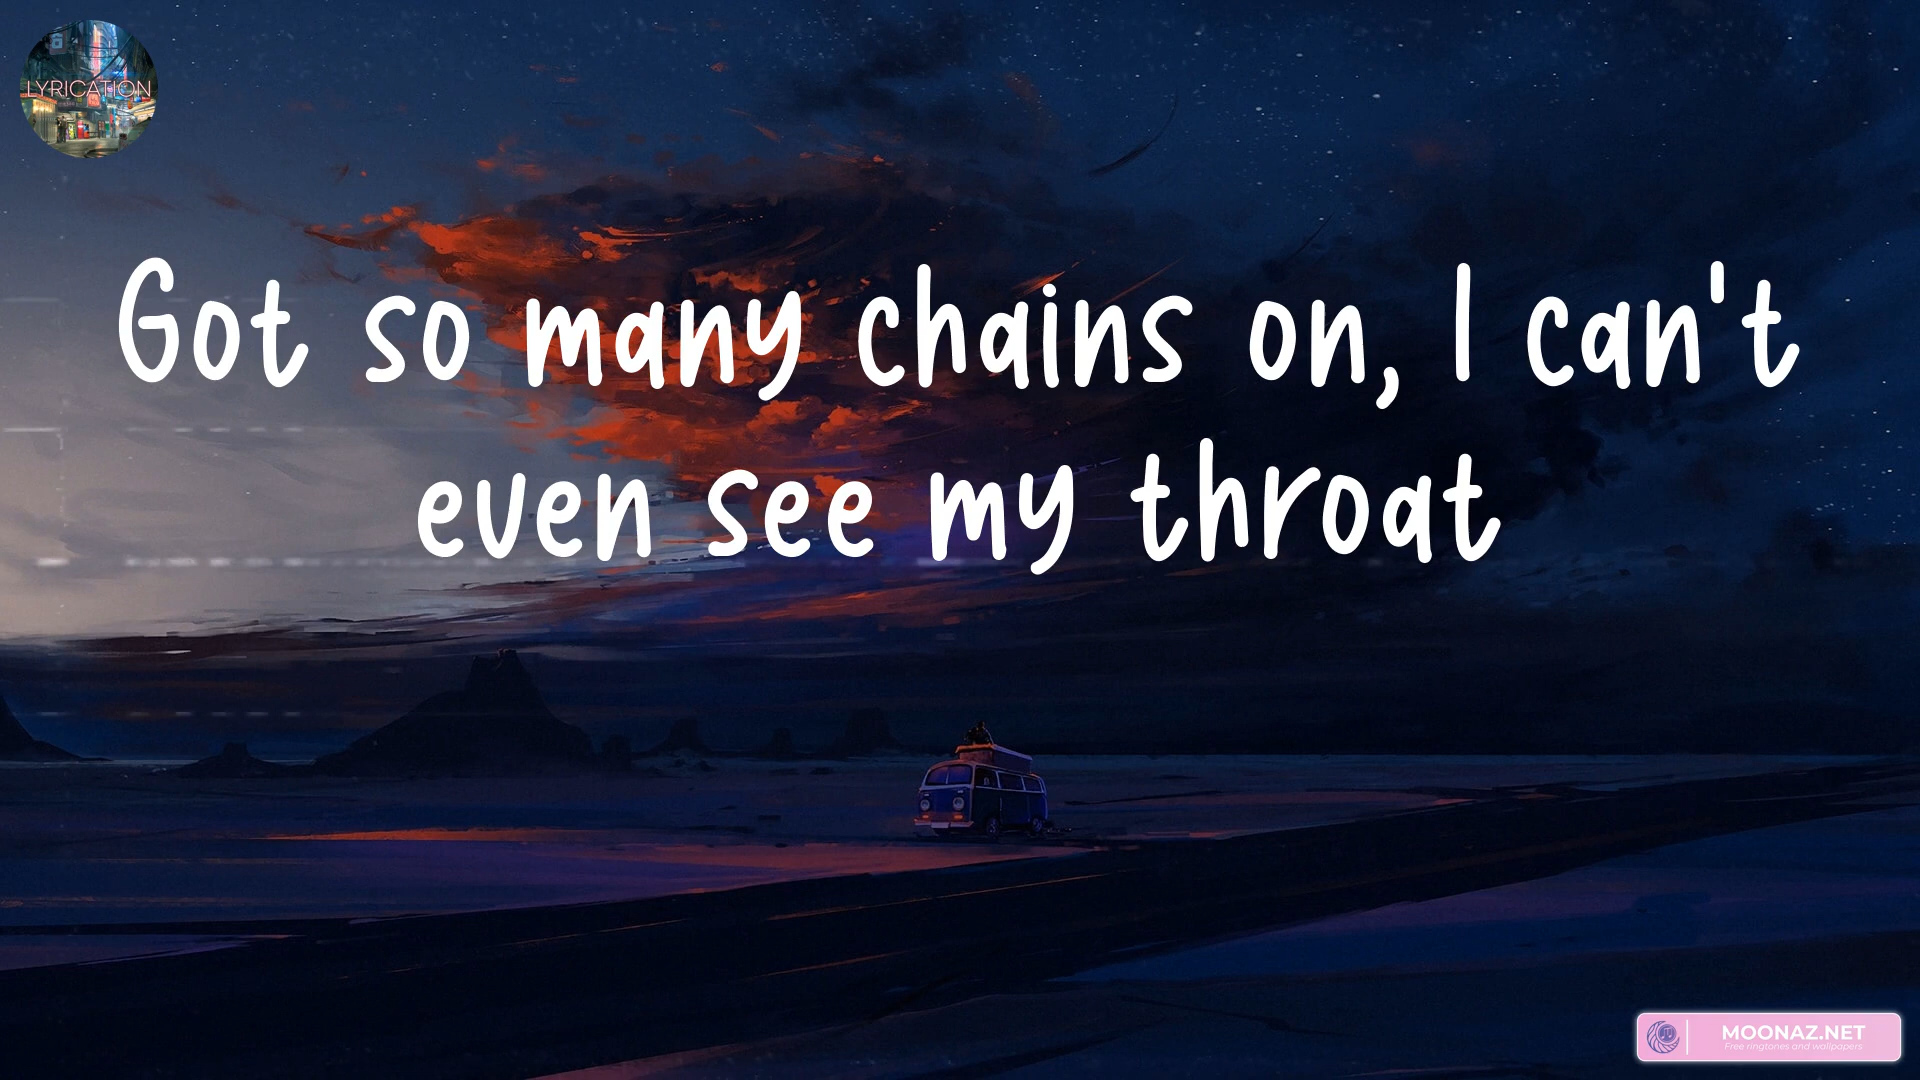 LYRICATION
Got so many chains on, I can't
even see my throat
MOONAZ.NET
Free ringtones and wallpapers